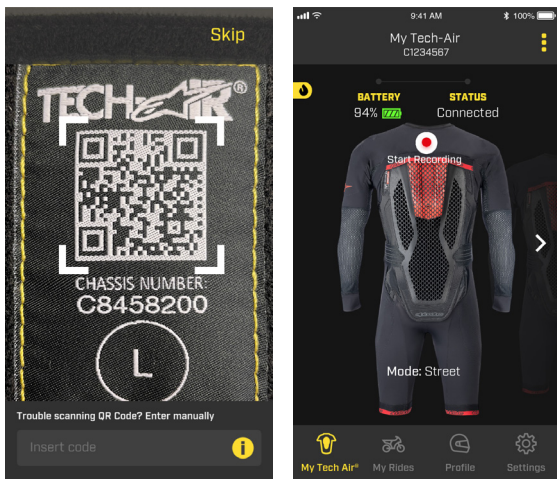 Skip
TECH-AIR®
CHASSIS NUMBER:
C8458200
L
Trouble scanning QR Code? Enter manually
Insert code
i
9:41 AM
100%
My Tech-Air
C1234567
BATTERY
94%
STATUS
Connected
Start Recording
Mode: Street
My Tech Air®
My Rides
Profile
Settings